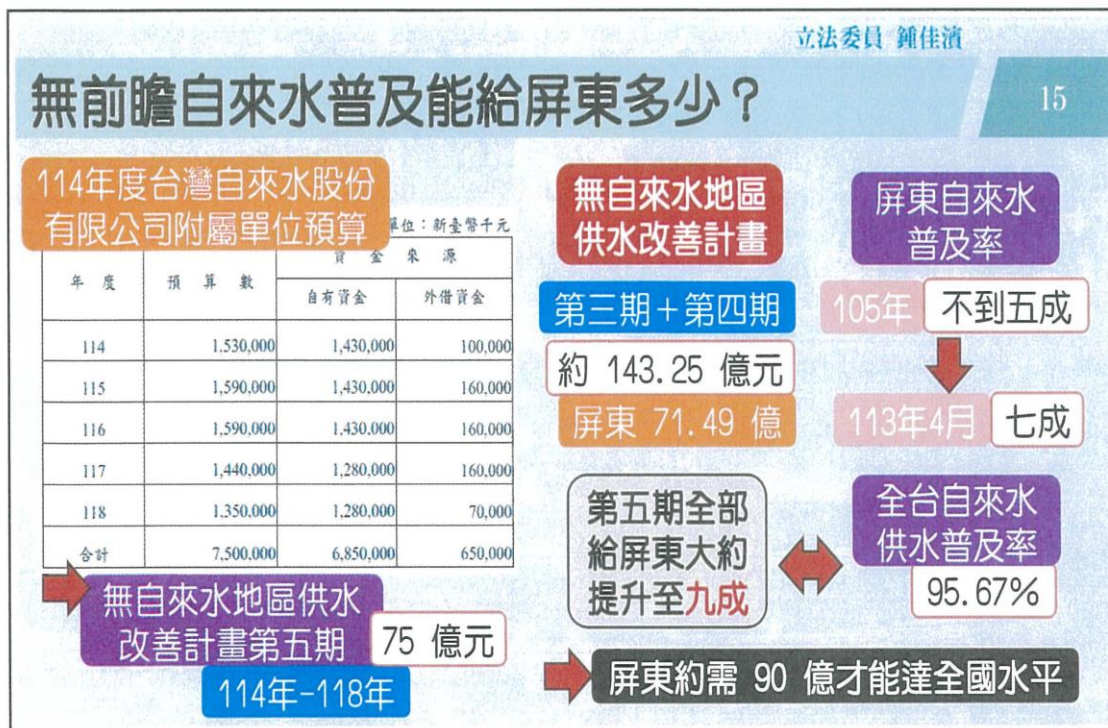 立法委員 鍾佳濱
無前瞻自來水普及能給屏東多少？
15
114年度台灣自來水股份
有限公司附屬單位預算
單位：新臺幣千元
年 度 預 算 數 資 金 來 源
自有資金 外借資金
114 1,530,000 1,430,000 100,000
115 1,590,000 1,430,000 160,000
116 1,590,000 1,430,000 160,000
117 1,440,000 1,280,000 160,000
118 1,350,000 1,280,000 70,000
合計 7,500,000 6,850,000 650,000
無自來水地區供水
改善計畫第五期
75 億元
114年-118年
無自來水地區
供水改善計畫
第三期＋第四期
約 143.25 億元
屏東 71.49 億
屏東自來水
普及率
105年 不到五成
113年4月 七成
第五期全部
給屏東大約
提升至九成
全台自來水
供水普及率
95.67%
屏東約需 90 億才能達全國水平